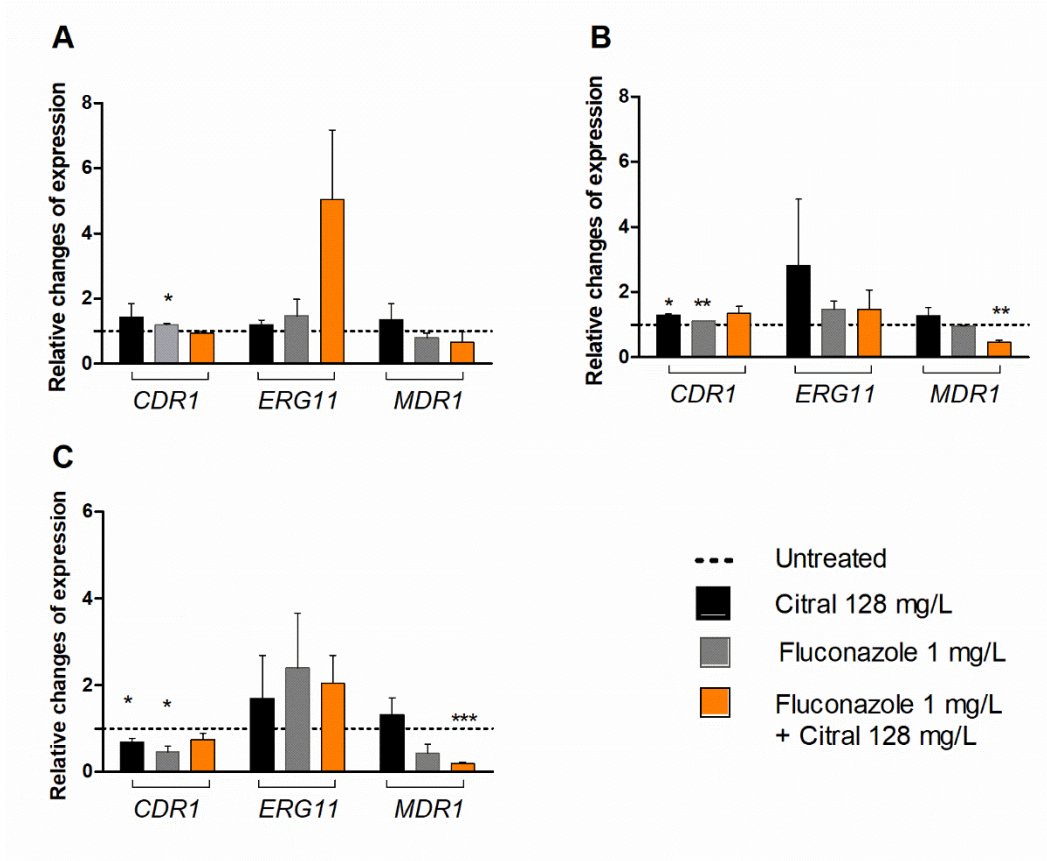 A
Relative changes of expression
8
6
4
2
0
*
CDR1
ERG11
MDR1
B
Relative changes of expression
8
6
4
2
0
*
**
**
CDR1
ERG11
MDR1
C
Relative changes of expression
6
4
2
0
*
*
***
CDR1
ERG11
MDR1
Untreated
Citral 128 mg/L
Fluconazole 1 mg/L
Fluconazole 1 mg/L
+ Citral 128 mg/L